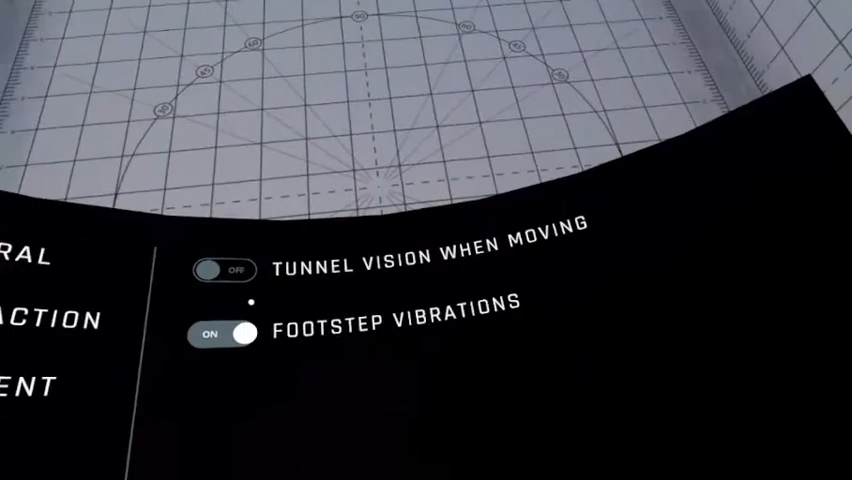 RAL
OFF TUNNEL VISION WHEN MOVING
ACTION
ON FOOTSTEP VIBRATIONS
ENT